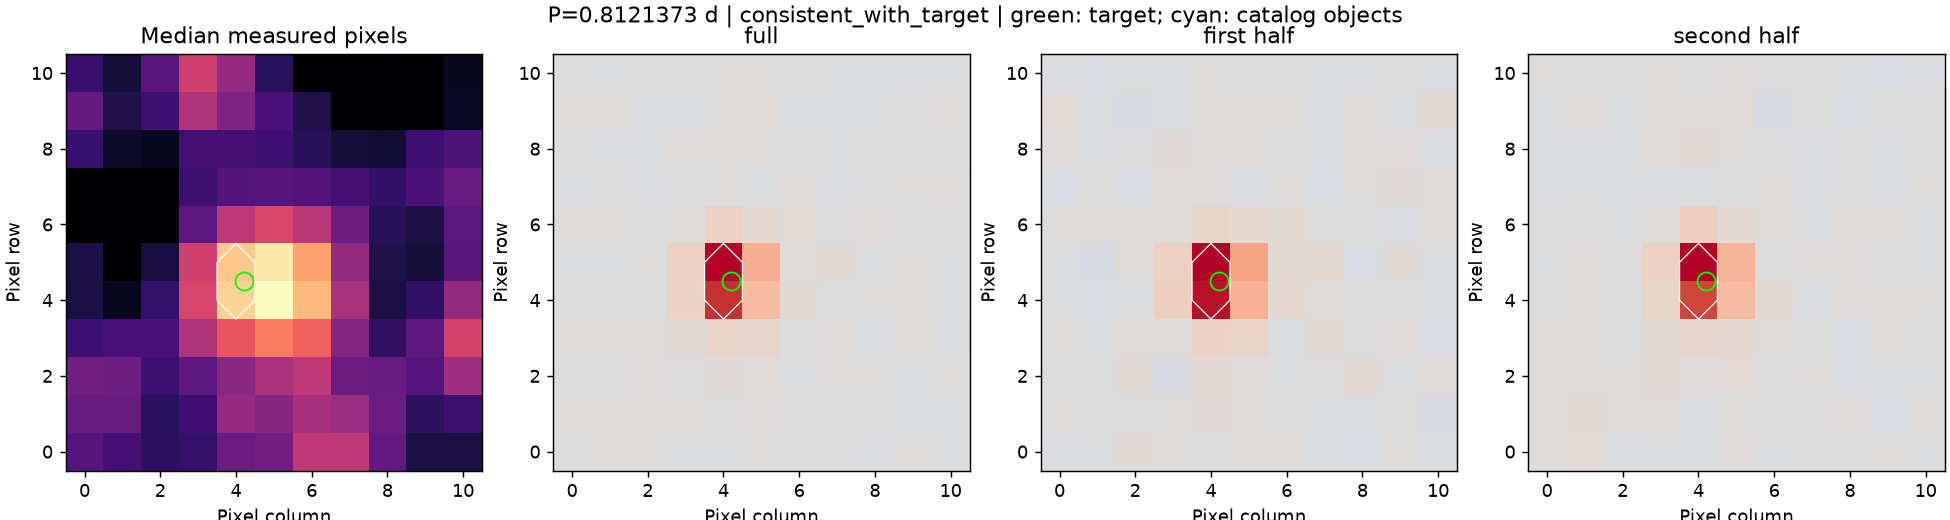 P=0.8121373 d | consistent_with_target | green: target; cyan: catalog objects
Median measured pixels
full
first half
second half
Pixel row
10
8
6
4
2
0
0 2 4 6 8 10
Pixel column
Pixel row
10
8
6
4
2
0
0 2 4 6 8 10
Pixel column
Pixel row
10
8
6
4
2
0
0 2 4 6 8 10
Pixel column
Pixel row
10
8
6
4
2
0
0 2 4 6 8 10
Pixel column